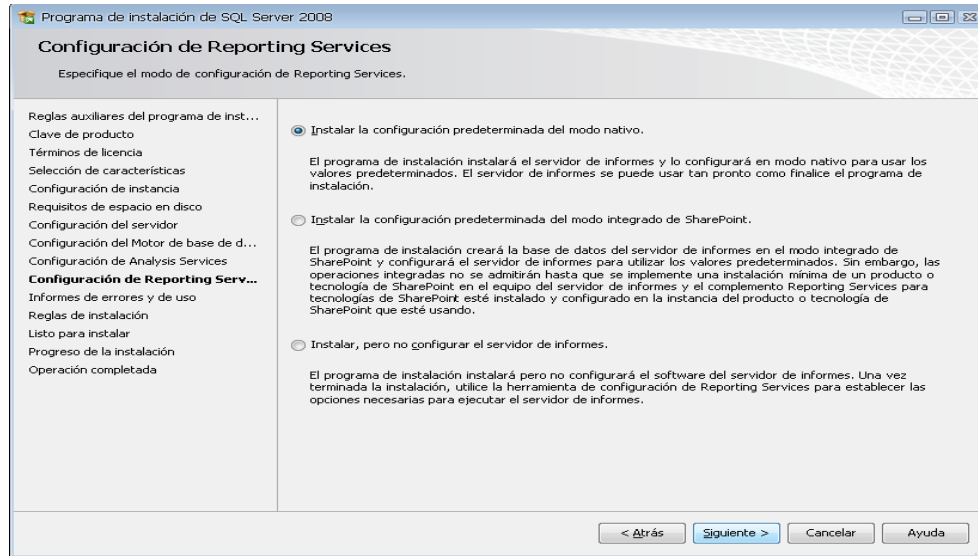 Programa de instalación de SQL Server 2008
Configuración de Reporting Services
Especifique el modo de configuración de Reporting Services.
Reglas auxiliares del programa de inst...
Clave de producto
Términos de licencia
Selección de características
Configuración de instancia
Requisitos de espacio en disco
Configuración del servidor
Configuración del Motor de base de d...
Configuración de Analysis Services
Configuración de Reporting Serv...
Informes de errores y de uso
Reglas de instalación
Listo para instalar
Progreso de la instalación
Operación completada
Instalar la configuración predeterminada del modo nativo.
El programa de instalación instalará el servidor de informes y lo configurará en modo nativo para usar los
valores predeterminados. El servidor de informes se puede usar tan pronto como finalice el programa de
instalación.
Instalar la configuración predeterminada del modo integrado de SharePoint.
El programa de instalación creará la base de datos del servidor de informes en el modo integrado de
SharePoint y configurará el servidor de informes para utilizar los valores predeterminados. Sin embargo, las
operaciones integradas no se admitirán hasta que se implemente una instalación mínima de un producto o
tecnología de SharePoint en el equipo del servidor de informes y el complemento Reporting Services para
tecnologías de SharePoint esté instalado y configurado en la instancia del producto o tecnología de
SharePoint que esté usando.
Instalar, pero no configurar el servidor de informes.
El programa de instalación instalará pero no configurará el software del servidor de informes. Una vez
terminada la instalación, utilice la herramienta de configuración de Reporting Services para establecer las
opciones necesarias para ejecutar el servidor de informes.
< Atrás
Siguiente >
Cancelar
Ayuda